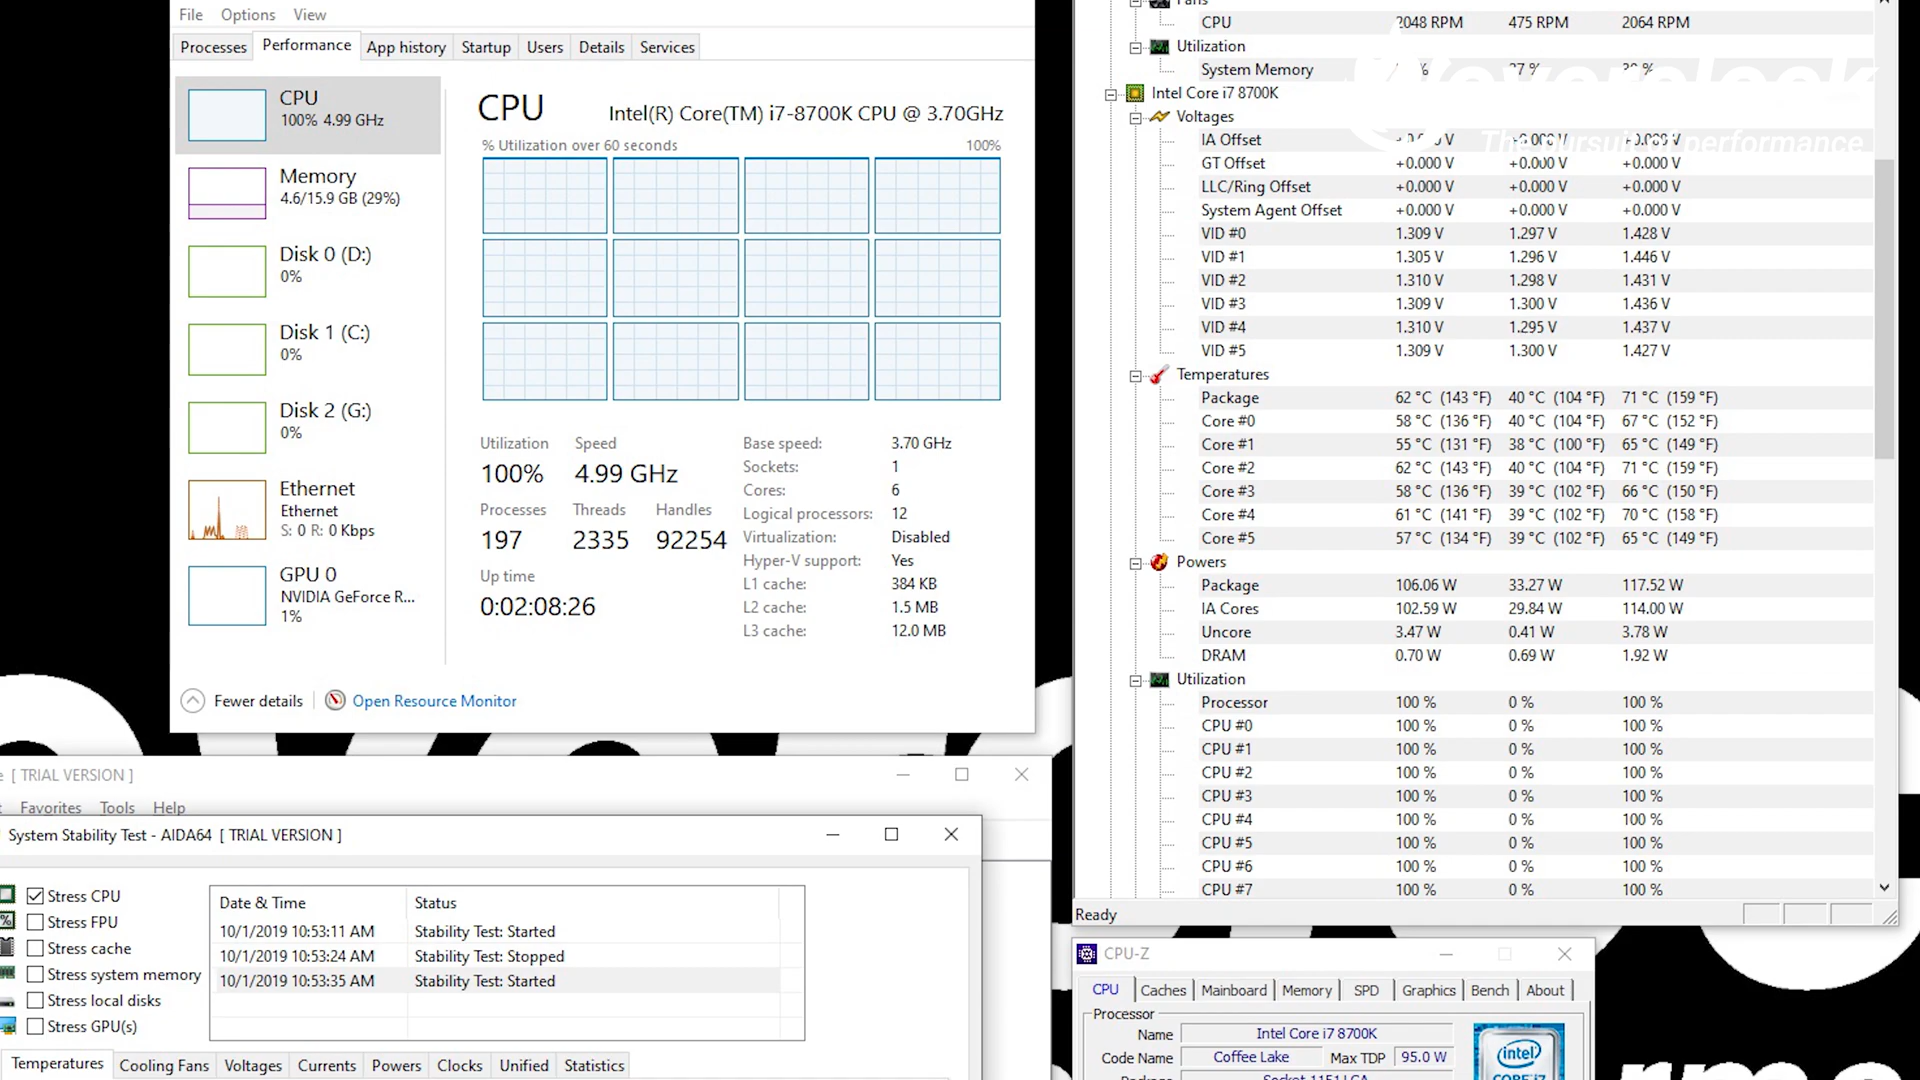 File Options View
Processes Performance App history Startup Users Details Services
CPU
100% 4.99 GHz
Memory
4.6/15.9 GB (29%)
Disk 0 (D:)
0%
Disk 1 (C:)
0%
Disk 2 (G:)
0%
Ethernet
Ethernet
S: 0 R: 0 Kbps
GPU 0
NVIDIA GeForce R...
1%
CPU Intel(R) Core(TM) i7-8700K CPU @ 3.70GHz
% Utilization over 60 seconds 100%
Utilization Speed
100% 4.99 GHz
Processes Threads Handles
197 2335 92254
Up time
0:02:08:26
Base speed: 3.70 GHz
Sockets: 1
Cores: 6
Logical processors: 12
Virtualization: Disabled
Hyper-V support: Yes
L1 cache: 384 KB
L2 cache: 1.5 MB
L3 cache: 12.0 MB
Fewer details Open Resource Monitor
[ TRIAL VERSION ]
Favorites Tools Help
System Stability Test - AIDA64 [ TRIAL VERSION ]
Stress CPU
Stress FPU
Stress cache
Stress system memory
Stress local disks
Stress GPU(s)
Date & Time Status
10/1/2019 10:53:11 AM Stability Test: Started
10/1/2019 10:53:24 AM Stability Test: Stopped
10/1/2019 10:53:35 AM Stability Test: Started
Temperatures Cooling Fans Voltages Currents Powers Clocks Unified Statistics
Fans
CPU 2048 RPM 475 RPM 2064 RPM
Utilization
System Memory
Intel Core i7 8700K
Voltages
The pursuit of performance
IA Offset +0.000 V +0.000 V +0.000 V
GT Offset +0.000 V +0.000 V +0.000 V
LLC/Ring Offset +0.000 V +0.000 V +0.000 V
System Agent Offset +0.000 V +0.000 V +0.000 V
VID #0 1.309 V 1.297 V 1.428 V
VID #1 1.305 V 1.296 V 1.446 V
VID #2 1.310 V 1.298 V 1.431 V
VID #3 1.309 V 1.300 V 1.436 V
VID #4 1.310 V 1.295 V 1.437 V
VID #5 1.309 V 1.300 V 1.427 V
Temperatures
Package 62 °C (143 °F) 40 °C (104 °F) 71 °C (159 °F)
Core #0 58 °C (136 °F) 40 °C (104 °F) 67 °C (152 °F)
Core #1 55 °C (131 °F) 38 °C (100 °F) 65 °C (149 °F)
Core #2 62 °C (143 °F) 40 °C (104 °F) 71 °C (159 °F)
Core #3 58 °C (136 °F) 39 °C (102 °F) 66 °C (150 °F)
Core #4 61 °C (141 °F) 39 °C (102 °F) 70 °C (158 °F)
Core #5 57 °C (134 °F) 39 °C (102 °F) 65 °C (149 °F)
Powers
Package 106.06 W 33.27 W 117.52 W
IA Cores 102.59 W 29.84 W 114.00 W
Uncore 3.47 W 0.41 W 3.78 W
DRAM 0.70 W 0.69 W 1.92 W
Utilization
Processor 100 % 0 % 100 %
CPU #0 100 % 0 % 100 %
CPU #1 100 % 0 % 100 %
CPU #2 100 % 0 % 100 %
CPU #3 100 % 0 % 100 %
CPU #4 100 % 0 % 100 %
CPU #5 100 % 0 % 100 %
CPU #6 100 % 0 % 100 %
CPU #7 100 % 0 % 100 %
Ready
CPU-Z
CPU Caches Mainboard Memory SPD Graphics Bench About
Processor
Name Intel Core i7 8700K
Code Name Coffee Lake Max TDP 95.0 W
Package Socket 1151 LGA
intel
CORE i7